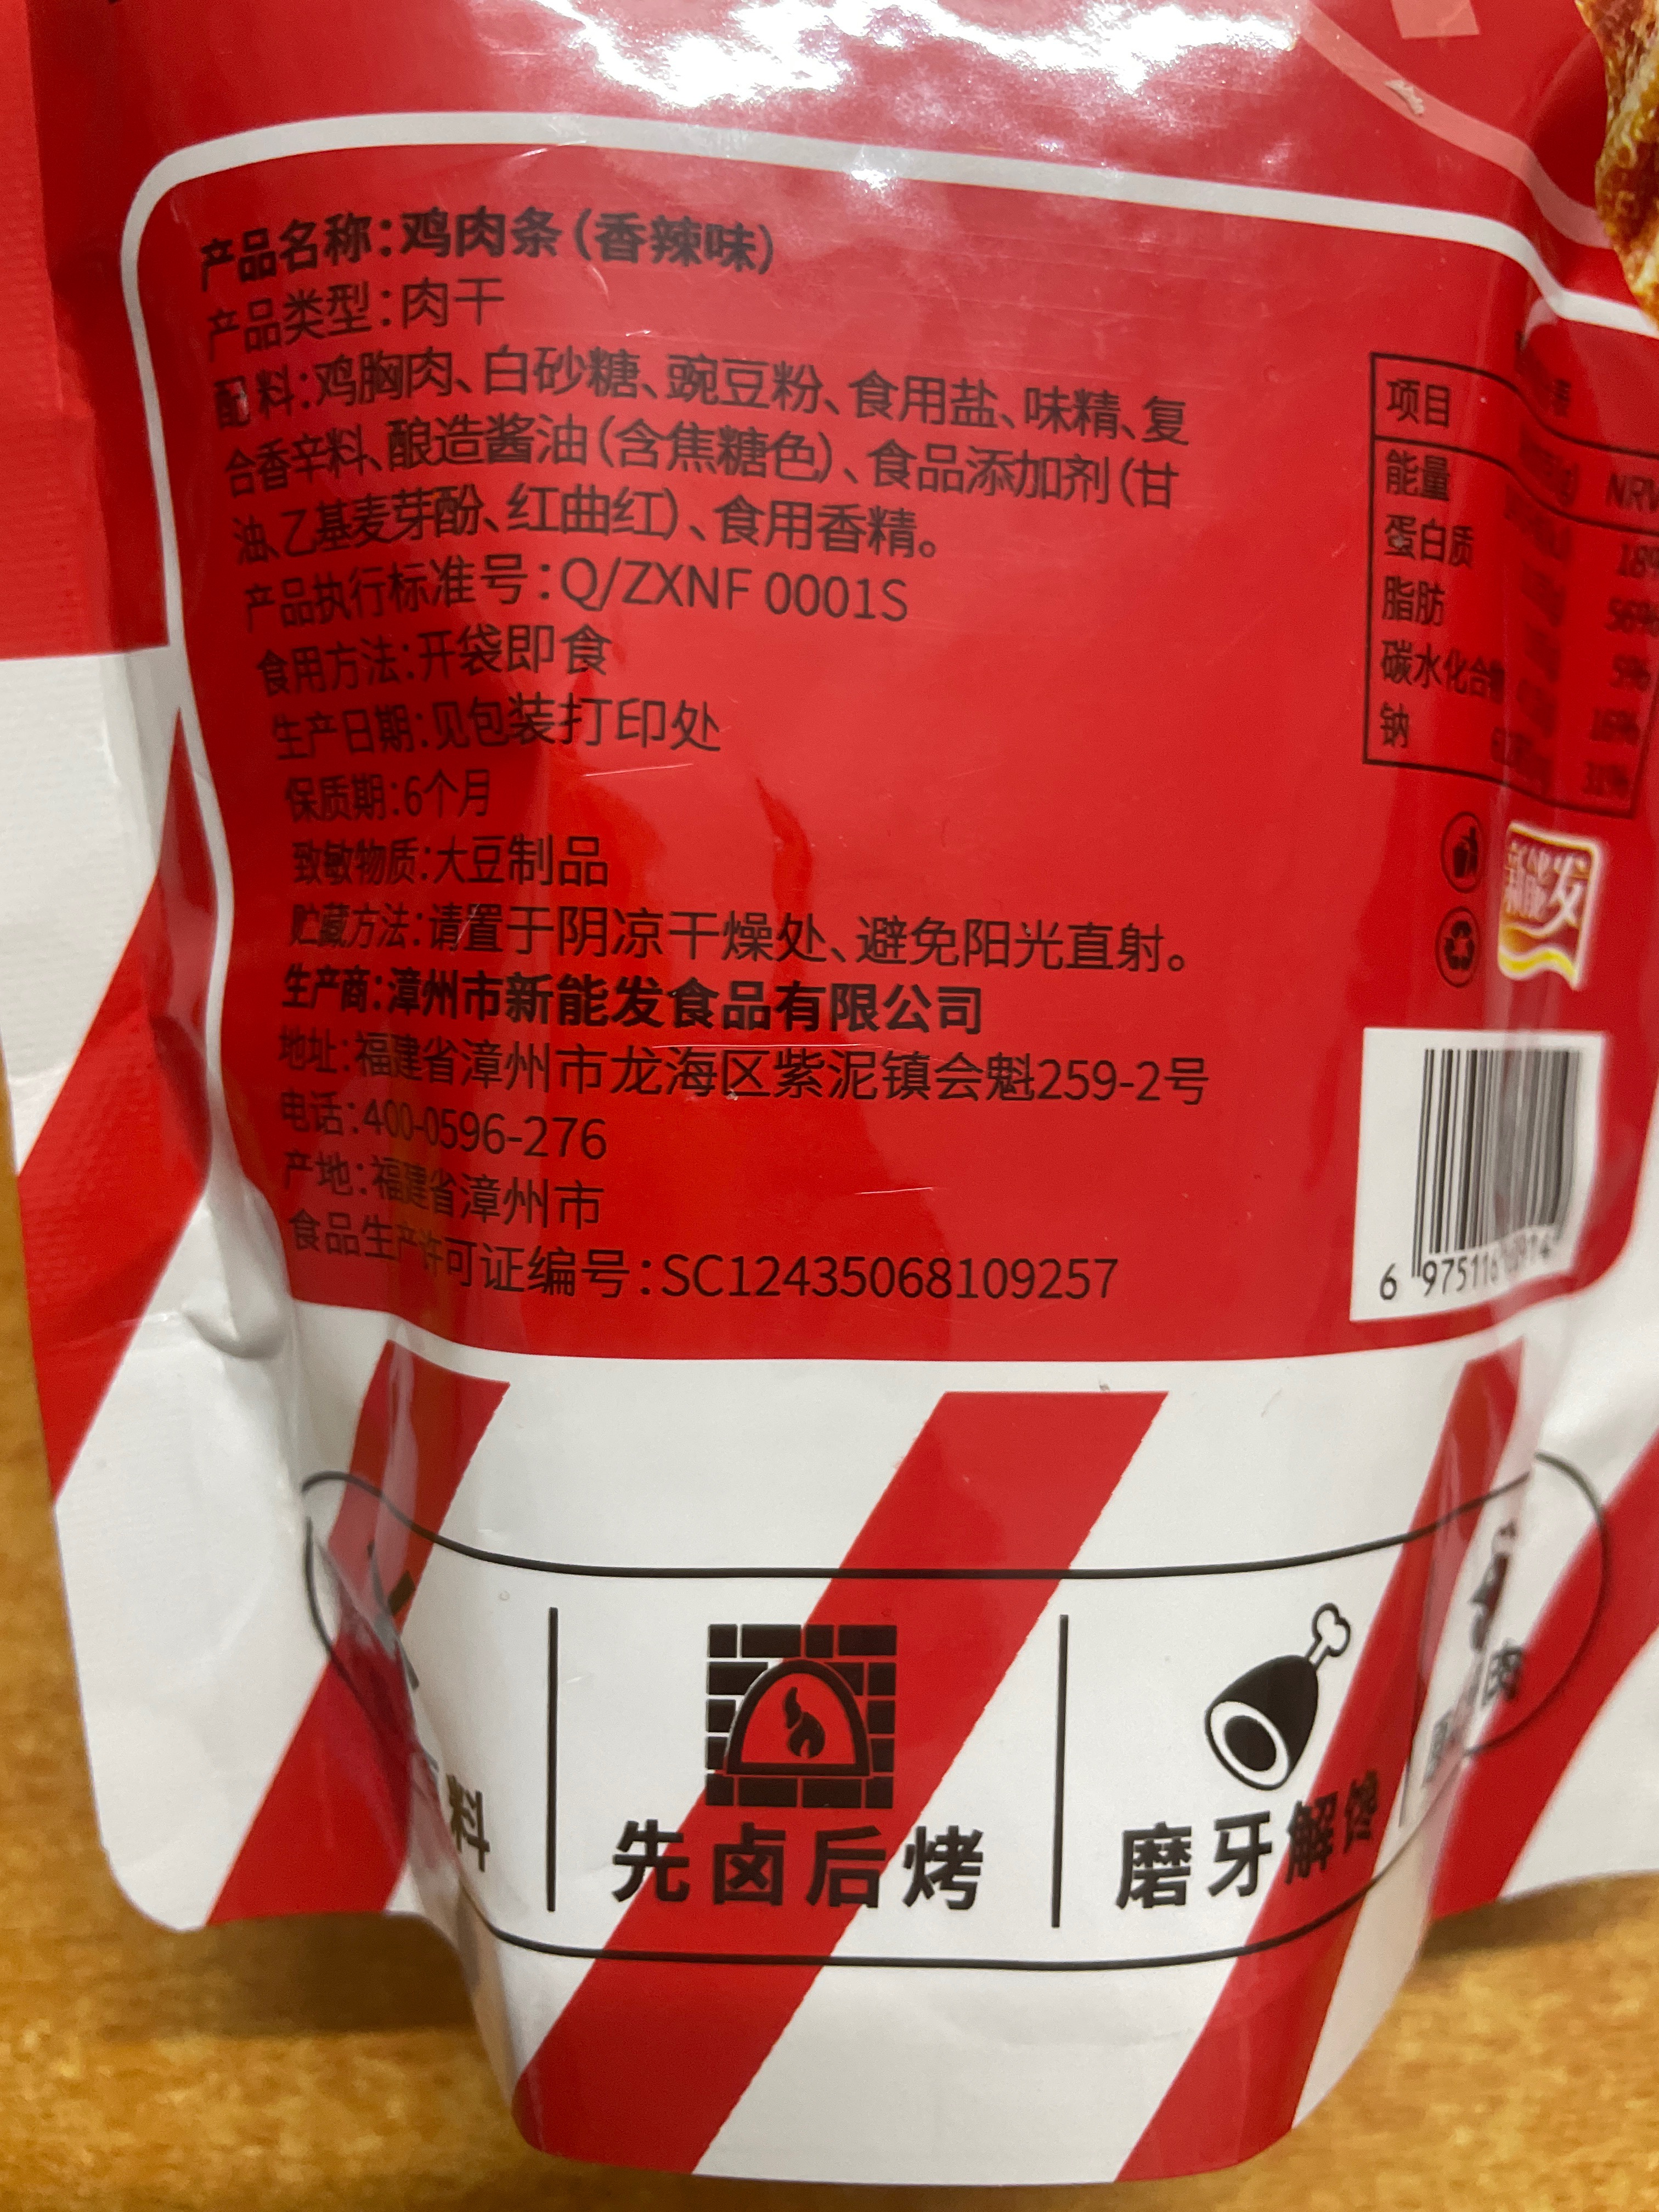 产品名称:鸡肉条(香辣味)
产品类型:肉干
配料:鸡胸肉、白砂糖、豌豆粉、食用盐、味精、复
合香辛料、酿造酱油(含焦糖色)、食品添加剂(甘
油、乙基麦芽酚、红曲红)、食用香精。
产品执行标准号:Q/ZXNF 0001S
食用方法:开袋即食
生产日期:见包装打印处
保质期:6个月
致敏物质:大豆制品
贮藏方法:请置于阴凉干燥处、避免阳光直射。
生产商:漳州市新能发食品有限公司
地址:福建省漳州市龙海区紫泥镇会魁259-2号
电话:400-0596-276
产地:福建省漳州市
食品生产许可证编号:SC12435068109257
项目
能量
蛋白质
脂肪
碳水化合
钠
新能发
料
先卤后烤
磨牙解馋
肉